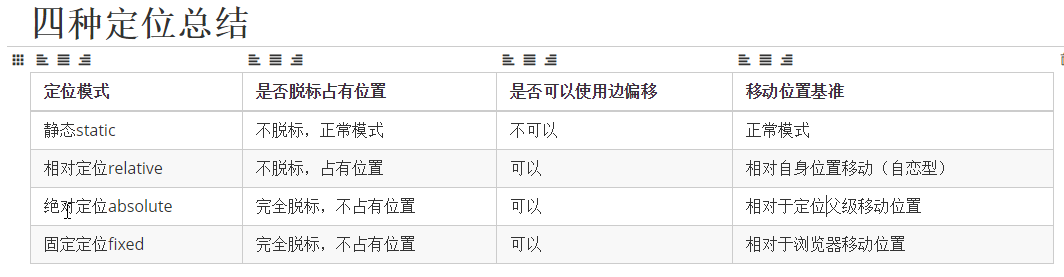 四种定位总结
定位模式 是否脱标占有位置 是否可以使用边偏移 移动位置基准
静态static 不脱标，正常模式 不可以 正常模式
相对定位relative 不脱标，占有位置 可以 相对自身位置移动（自恋型）
绝对定位absolute 完全脱标，不占有位置 可以 相对于定位父级移动位置
固定定位fixed 完全脱标，不占有位置 可以 相对于浏览器移动位置